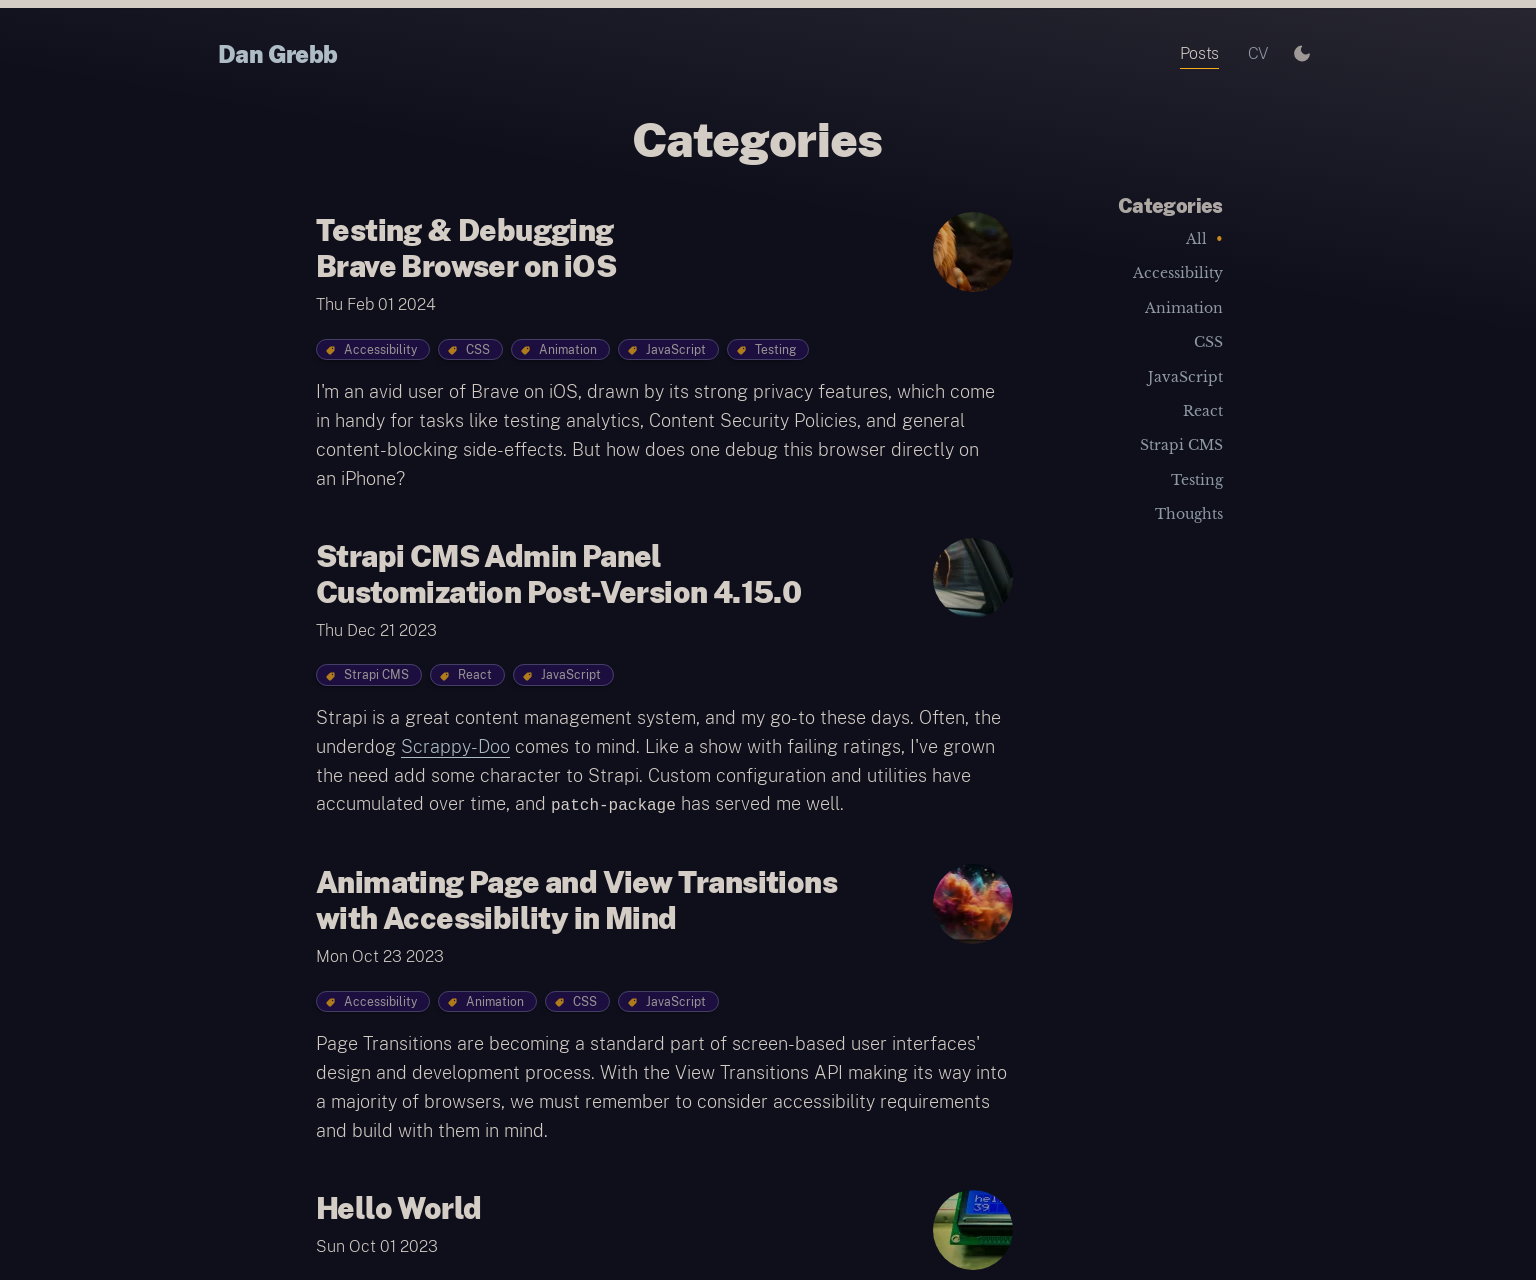 Dan Grebb
Posts
CV
Categories
Testing & Debugging
Brave Browser on iOS
Thu Feb 01 2024
Accessibility
CSS
Animation
JavaScript
Testing
I'm an avid user of Brave on iOS, drawn by its strong privacy features, which come
in handy for tasks like testing analytics, Content Security Policies, and general
content-blocking side-effects. But how does one debug this browser directly on
an iPhone?
Strapi CMS Admin Panel
Customization Post-Version 4.15.0
Thu Dec 21 2023
Strapi CMS
React
JavaScript
Strapi is a great content management system, and my go-to these days. Often, the
underdog Scrappy-Doo comes to mind. Like a show with failing ratings, I've grown
the need add some character to Strapi. Custom configuration and utilities have
accumulated over time, and patch-package has served me well.
Animating Page and View Transitions
with Accessibility in Mind
Mon Oct 23 2023
Accessibility
Animation
CSS
JavaScript
Page Transitions are becoming a standard part of screen-based user interfaces'
design and development process. With the View Transitions API making its way into
a majority of browsers, we must remember to consider accessibility requirements
and build with them in mind.
Hello World
Sun Oct 01 2023
Categories
All •
Accessibility
Animation
CSS
JavaScript
React
Strapi CMS
Testing
Thoughts